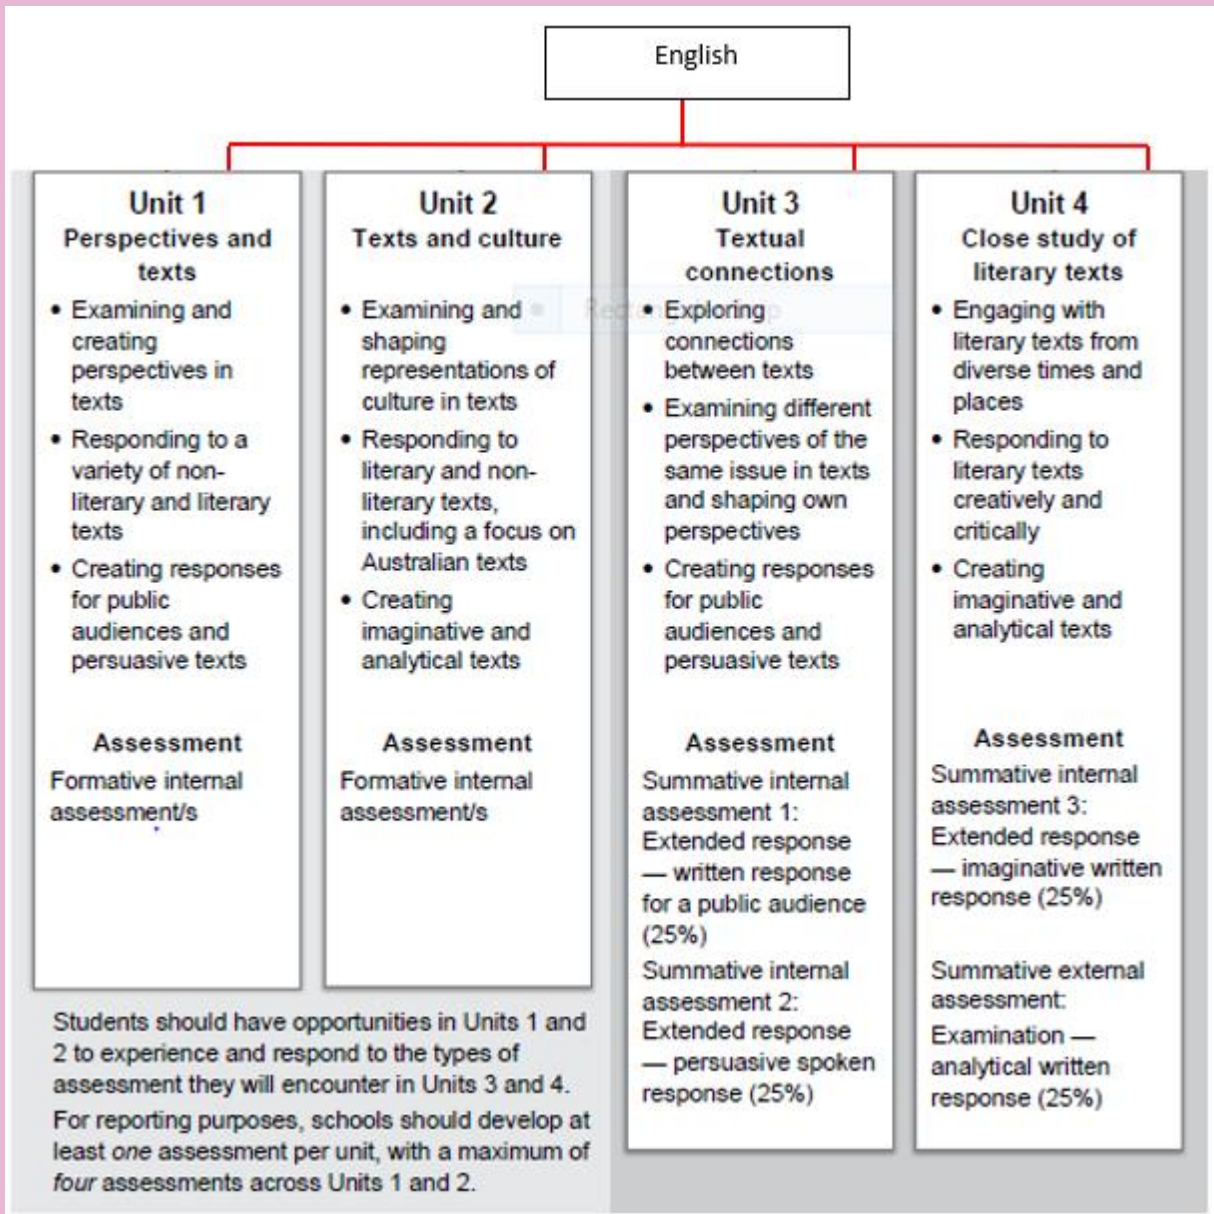 English
Unit 1
Perspectives and
texts
• Examining and
creating
perspectives in
texts
• Responding to a
variety of non-
literary and literary
texts
• Creating responses
for public
audiences and
persuasive texts
Assessment
Formative internal
assessment/s
Unit 2
Texts and culture
• Examining and
shaping
representations of
culture in texts
• Responding to
literary and non-
literary texts,
including a focus on
Australian texts
• Creating
imaginative and
analytical texts
Assessment
Formative internal
assessment/s
Students should have opportunities in Units 1 and
2 to experience and respond to the types of
assessment they will encounter in Units 3 and 4.
For reporting purposes, schools should develop at
least one assessment per unit, with a maximum of
four assessments across Units 1 and 2.
Unit 3
Textual
connections
• Exploring
connections
between texts
• Examining different
perspectives of the
same issue in texts
and shaping own
perspectives
• Creating responses
for public
audiences and
persuasive texts
Assessment
Summative internal
assessment 1:
Extended response
— written response
for a public audience
(25%)
Summative internal
assessment 2:
Extended response
— persuasive spoken
response (25%)
Unit 4
Close study of
literary texts
• Engaging with
literary texts from
diverse times and
places
• Responding to
literary texts
creatively and
critically
• Creating
imaginative and
analytical texts
Assessment
Summative internal
assessment 3:
Extended response
— imaginative written
response (25%)
Summative external
assessment:
Examination —
analytical written
response (25%)